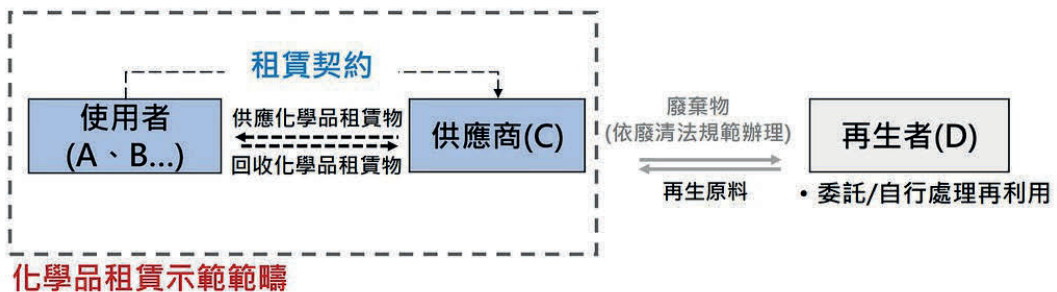 租賃契約
使用者
(A、B...)
供應化學品租賃物
回收化學品租賃物
供應商(C)
廢棄物
(依廢清法規範辦理)
再生原料
再生者(D)
•委託/自行處理再利用
化學品租賃示範範疇